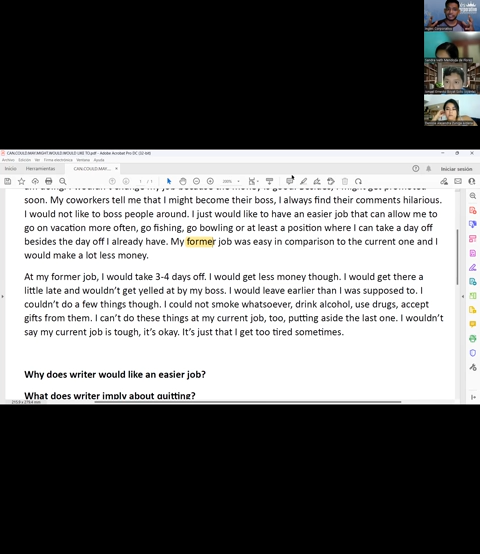 CAN.COULD.MAY.MIGHT.WOULD.WOULD LIKE TO.pdf - Adobe Acrobat Pro DC (32-bit)
Archivo Edición Ver Firma electrónica Ventana Ayuda
Inicio Herramientas CAN.COULD.MAY.MI... × Iniciar sesión
soon. My coworkers tell me that I might become their boss, I always find their comments hilarious.
I would not like to boss people around. I just would like to have an easier job that can allow me to
go on vacation more often, go fishing, go bowling or at least a position where I can take a day off
besides the day off I already have. My former job was easy in comparison to the current one and I
would make a lot less money.
At my former job, I would take 3-4 days off. I would get less money though. I would get there a
little late and wouldn't get yelled at by my boss. I would leave earlier than I was supposed to. I
couldn't do a few things though. I could not smoke whatsoever, drink alcohol, use drugs, accept
gifts from them. I can't do these things at my current job, too, putting aside the last one. I wouldn't
say my current job is tough, it's okay. It's just that I get too tired sometimes.
Why does writer would like an easier job?
What does writer imply about quitting?